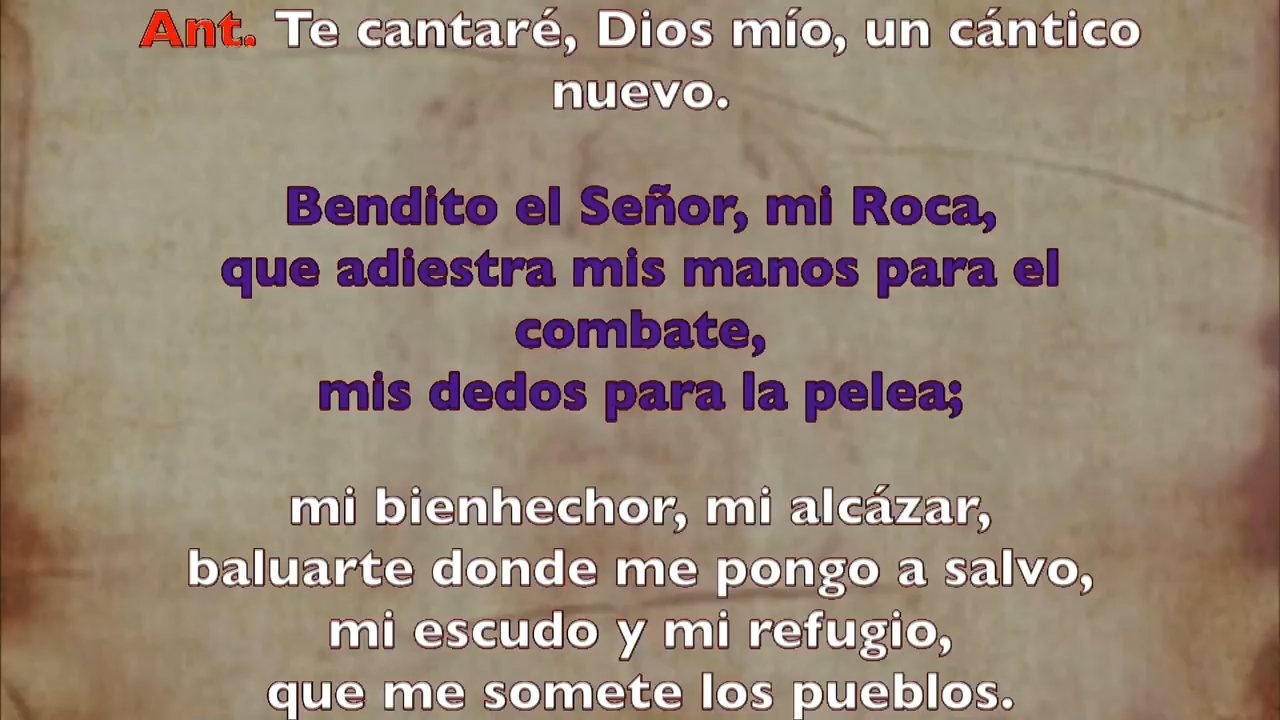 Ant. Te cantaré, Dios mío, un cántico
nuevo.
Bendito el Señor, mi Roca,
que adiestra mis manos para el
combate,
mis dedos para la pelea;
mi bienhechor, mi alcázar,
baluarte donde me pongo a salvo,
mi escudo y mi refugio,
que me somete los pueblos.